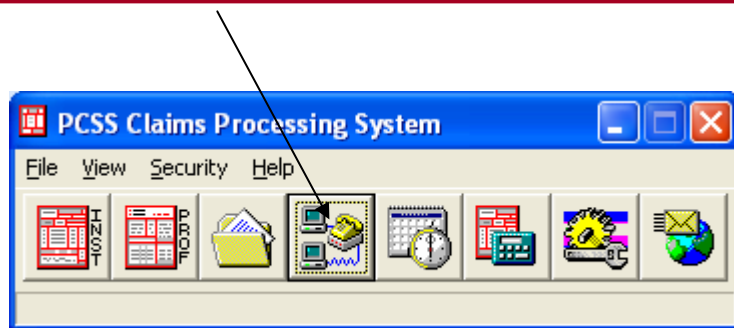 PCSS Claims Processing System
File View Security Help
INST
PROF